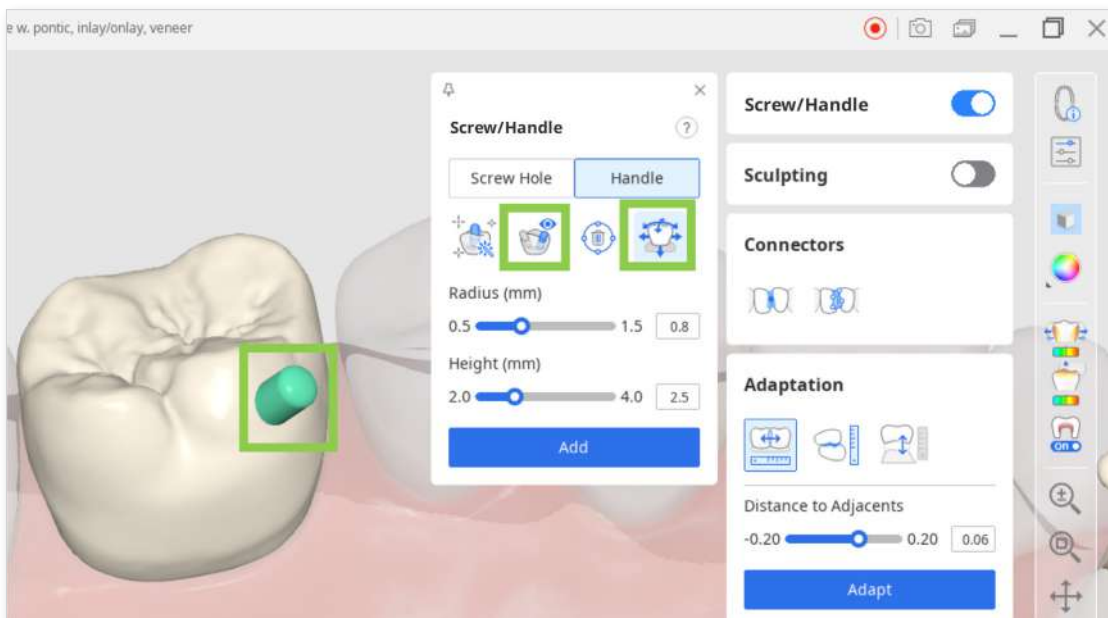 e w. pontic, inlay/onlay, veneer
Screw/Handle
?
Screw Hole Handle
Radius (mm)
0.5 1.5 0.8
Height (mm)
2.0 4.0 2.5
Add
Screw/Handle
Sculpting
Connectors
Adaptation
Distance to Adjacents
-0.20 0.20 0.06
Adapt
ON